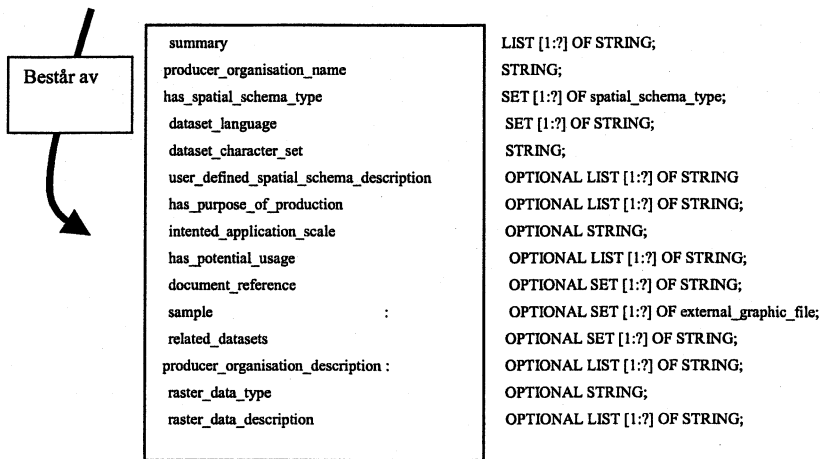 Består av
summary LIST [1:?] OF STRING;
producer_organisation_name STRING;
has_spatial_schema_type SET [1:?] OF spatial_schema_type;
dataset_language SET [1:?] OF STRING;
dataset_character_set STRING;
user_defined_spatial_schema_description OPTIONAL LIST [1:?] OF STRING
has_purpose_of_production OPTIONAL LIST [1:?] OF STRING;
intented_application_scale OPTIONAL STRING;
has_potential_usage OPTIONAL LIST [1:?] OF STRING;
document_reference OPTIONAL SET [1:?] OF STRING;
sample : OPTIONAL SET [1:?] OF external_graphic_file;
related_datasets OPTIONAL SET [1:?] OF STRING;
producer_organisation_description : OPTIONAL LIST [1:?] OF STRING;
raster_data_type OPTIONAL STRING;
raster_data_description OPTIONAL LIST [1:?] OF STRING;